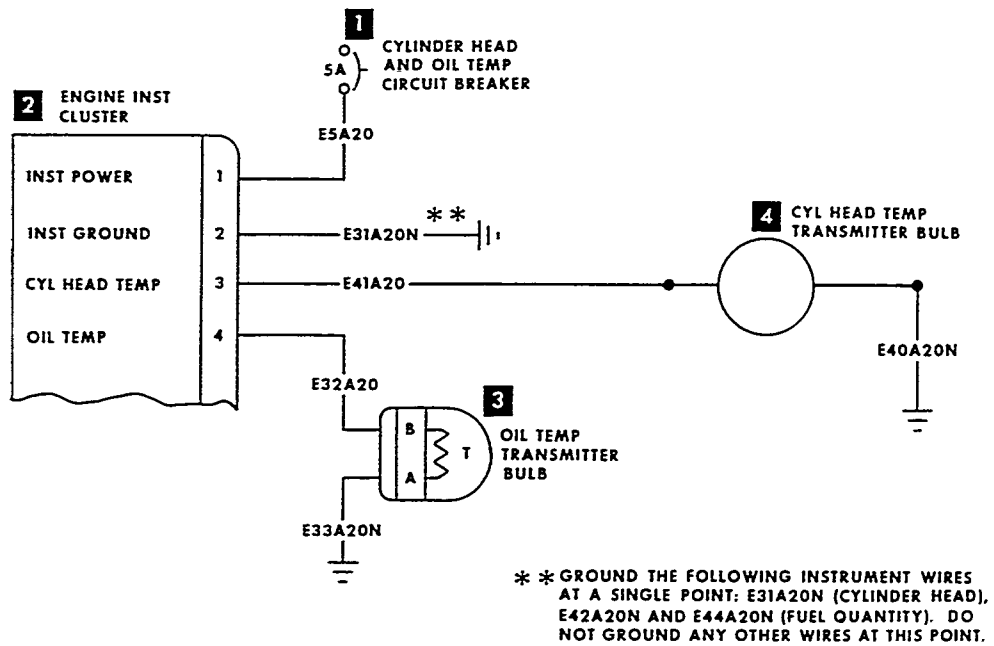 1
CYLINDER HEAD
AND OIL TEMP
CIRCUIT BREAKER
5A
2
ENGINE INST
CLUSTER
E5A20
INST POWER 1
INST GROUND 2
E31A20N
**
CYL HEAD TEMP 3
E41A20
OIL TEMP 4
4
CYL HEAD TEMP
TRANSMITTER BULB
E40A20N
E32A20
3
OIL TEMP
TRANSMITTER
BULB
B
T
A
E33A20N
** GROUND THE FOLLOWING INSTRUMENT WIRES
AT A SINGLE POINT: E31A20N (CYLINDER HEAD),
E42A20N AND E44A20N (FUEL QUANTITY). DO
NOT GROUND ANY OTHER WIRES AT THIS POINT.